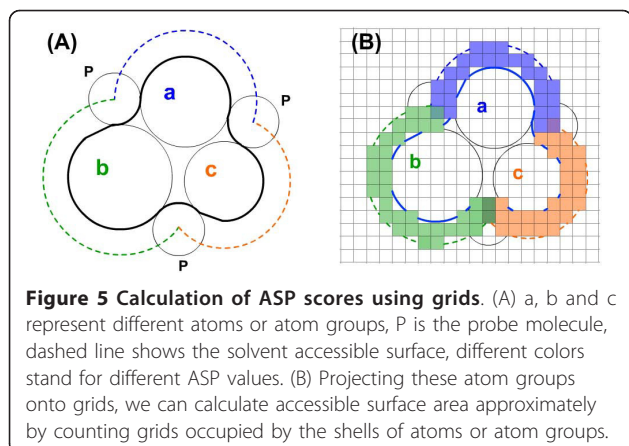 (A)
(B)
P
a
P
b
c
P
a
b
c
Figure 5 Calculation of ASP scores using grids. (A) a, b and c
represent different atoms or atom groups, P is the probe molecule,
dashed line shows the solvent accessible surface, different colors
stand for different ASP values. (B) Projecting these atom groups
onto grids, we can calculate accessible surface area approximately
by counting grids occupied by the shells of atoms or atom groups.